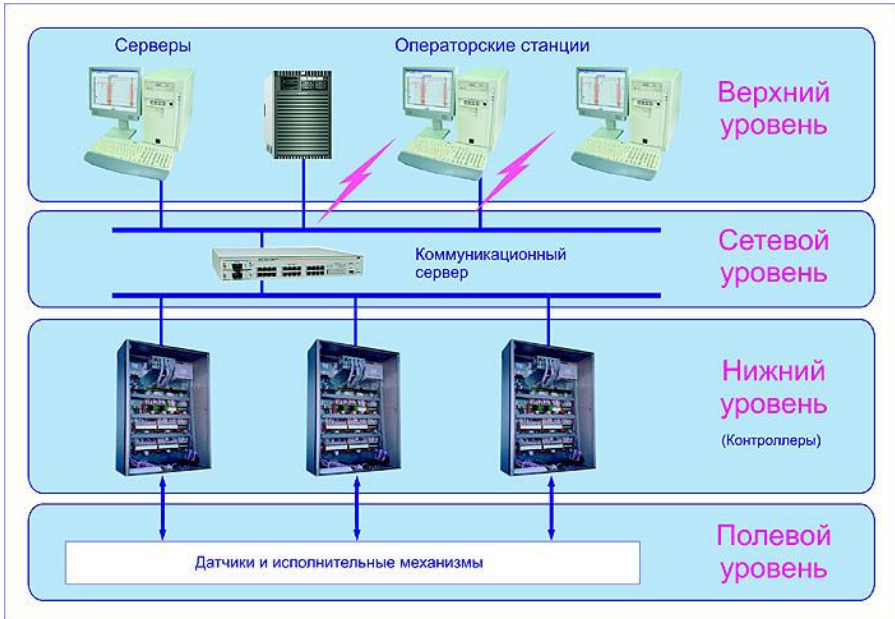 Серверы
Операторские станции
Верхний
уровень
Коммуникационный
сервер
Сетевой
уровень
Нижний
уровень
(Контроллеры)
Датчики и исполнительные механизмы
Полевой
уровень